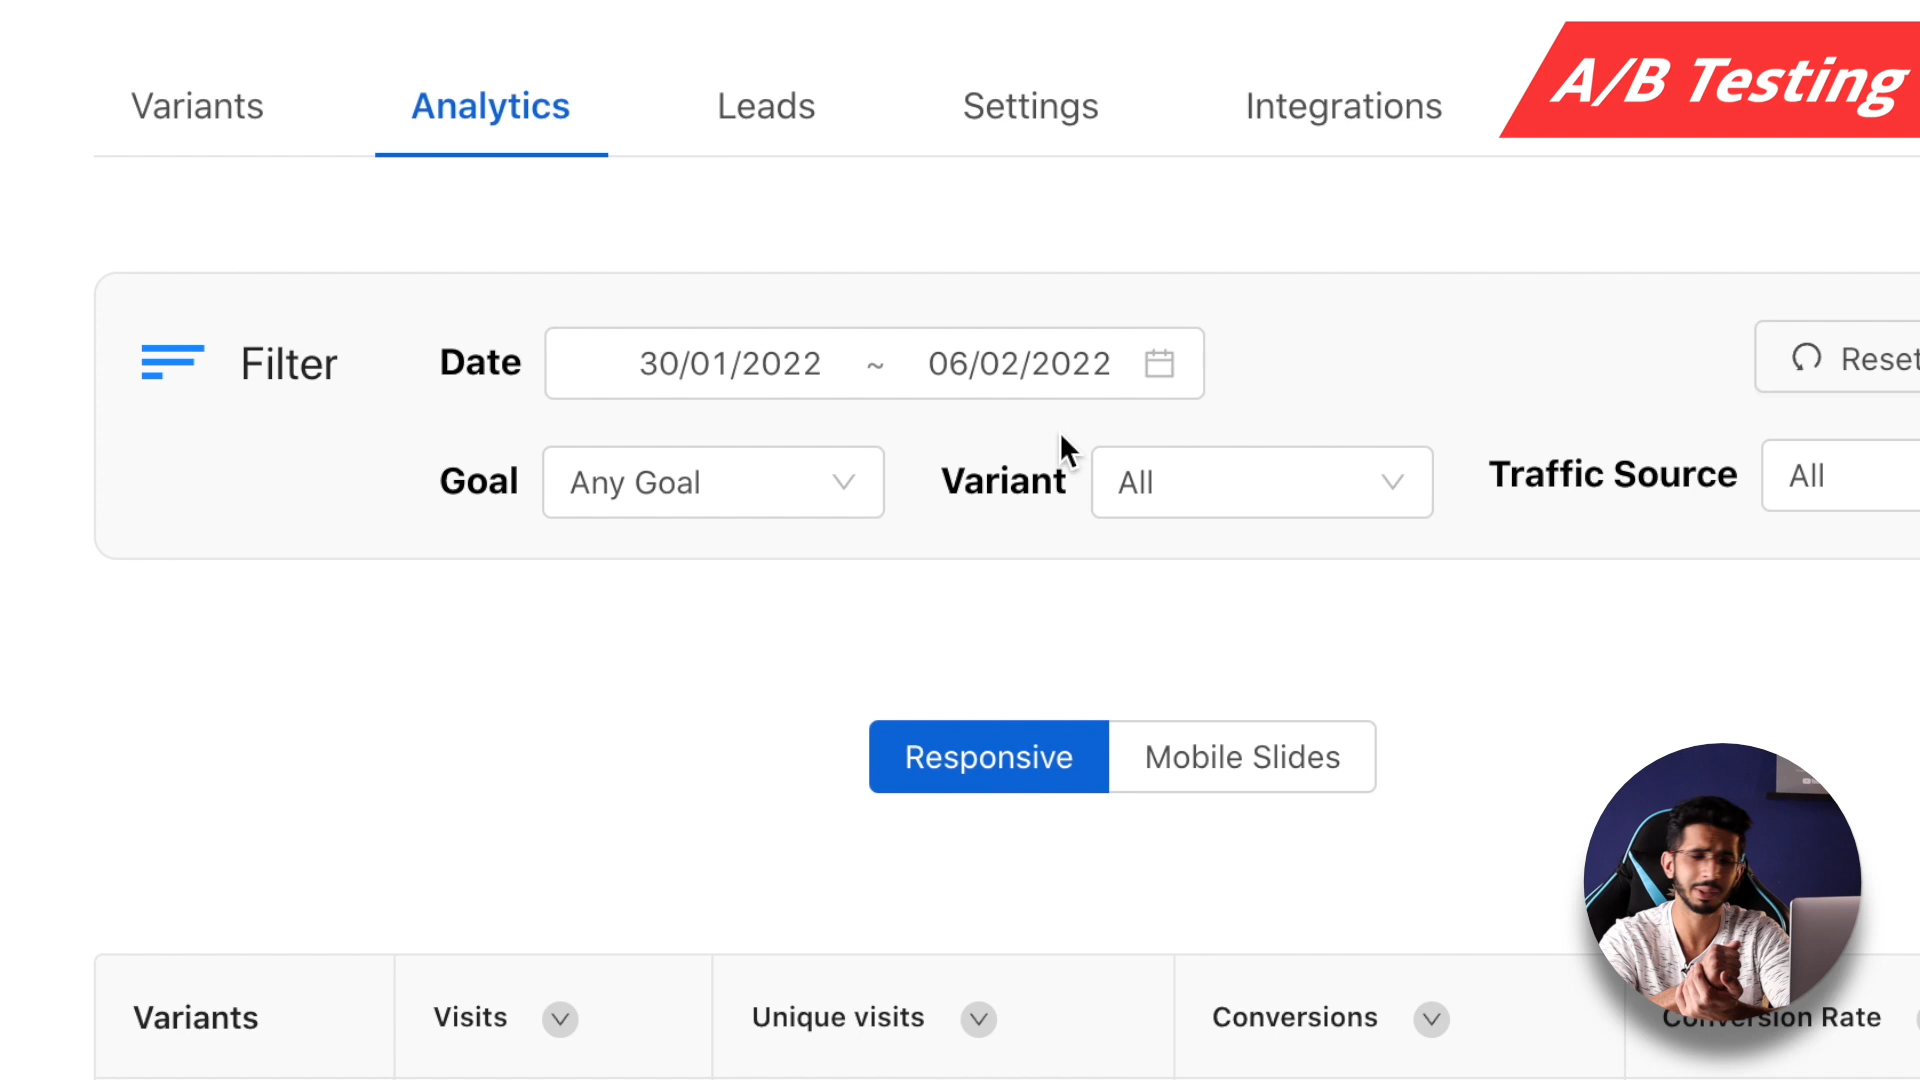 A/B Testing
Variants Analytics Leads Settings Integrations
Filter Date 30/01/2022 ~ 06/02/2022 Reset
Goal Any Goal Variant All Traffic Source All
Responsive Mobile Slides
Variants Visits Unique visits Conversions Conversion Rate